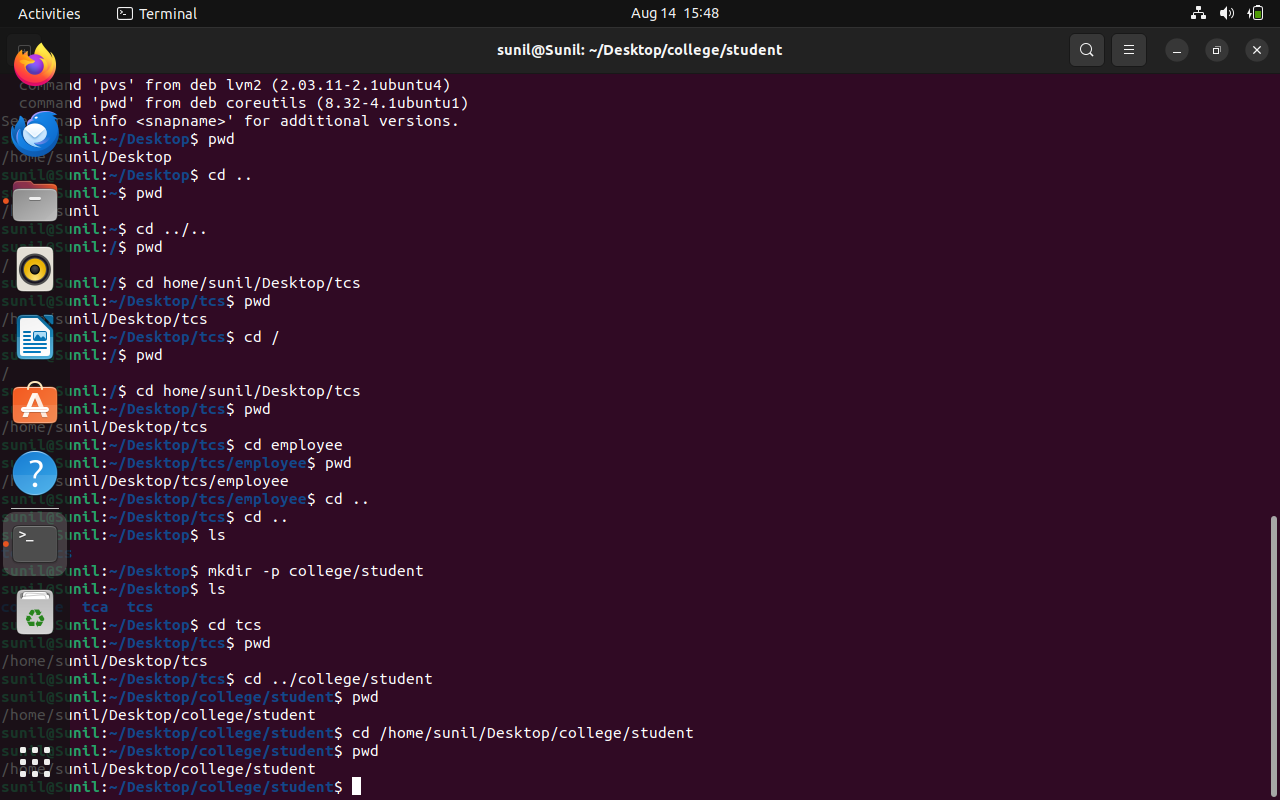 Activities Terminal Aug 14 15:48
sunil@Sunil: ~/Desktop/college/student
command 'pvs' from deb lvm2 (2.03.11-2.1ubuntu4)
command 'pwd' from deb coreutils (8.32-4.1ubuntu1)
info <snapname>' for additional versions.
sunil@Sunil:~/Desktop$ pwd
/home/sunil/Desktop
sunil@Sunil:~/Desktop$ cd ..
sunil@Sunil:~$ pwd
/home/sunil
sunil@Sunil:~$ cd ../..
sunil@Sunil:/$ pwd
/
sunil@Sunil:/$ cd home/sunil/Desktop/tcs
sunil@Sunil:~/Desktop/tcs$ pwd
/home/sunil/Desktop/tcs
sunil@Sunil:~/Desktop/tcs$ cd /
sunil@Sunil:/$ pwd
/
sunil@Sunil:/$ cd home/sunil/Desktop/tcs
sunil@Sunil:~/Desktop/tcs$ pwd
/home/sunil/Desktop/tcs
sunil@Sunil:~/Desktop/tcs$ cd employee
sunil@Sunil:~/Desktop/tcs/employee$ pwd
/home/sunil/Desktop/tcs/employee
sunil@Sunil:~/Desktop/tcs/employee$ cd ..
sunil@Sunil:~/Desktop/tcs$ cd ..
sunil@Sunil:~/Desktop$ ls
sunil@Sunil:~/Desktop$ mkdir -p college/student
sunil@Sunil:~/Desktop$ ls
tca tcs
sunil@Sunil:~/Desktop$ cd tcs
sunil@Sunil:~/Desktop/tcs$ pwd
/home/sunil/Desktop/tcs
sunil@Sunil:~/Desktop/tcs$ cd ../college/student
sunil@Sunil:~/Desktop/college/student$ pwd
/home/sunil/Desktop/college/student
sunil@Sunil:~/Desktop/college/student$ cd /home/sunil/Desktop/college/student
sunil@Sunil:~/Desktop/college/student$ pwd
/home/sunil/Desktop/college/student
sunil@Sunil:~/Desktop/college/student$